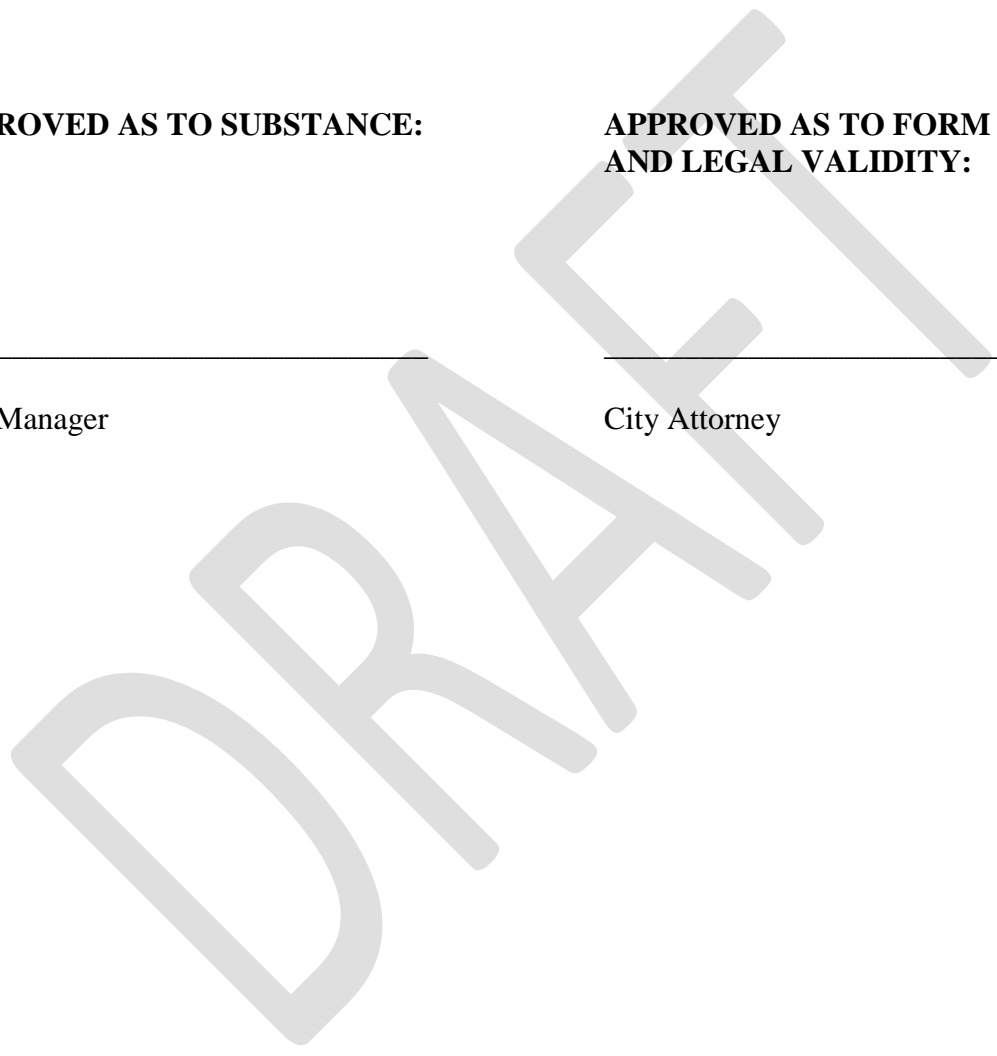 ROVED AS TO SUBSTANCE:
APPROVED AS TO FORM
AND LEGAL VALIDITY:
Manager
City Attorney
DRAFT